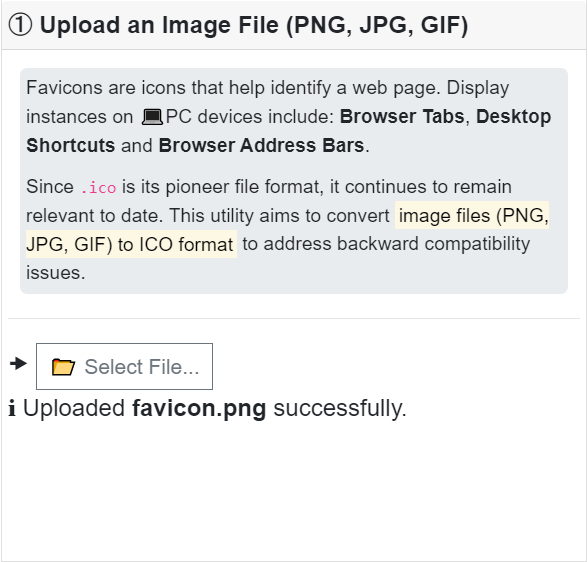 ① Upload an Image File (PNG, JPG, GIF)
Favicons are icons that help identify a web page. Display
instances on 💻PC devices include: Browser Tabs, Desktop
Shortcuts and Browser Address Bars.
Since .ico is its pioneer file format, it continues to remain
relevant to date. This utility aims to convert image files (PNG,
JPG, GIF) to ICO format to address backward compatibility
issues.
🡆 📂 Select File...
ℹ Uploaded favicon.png successfully.